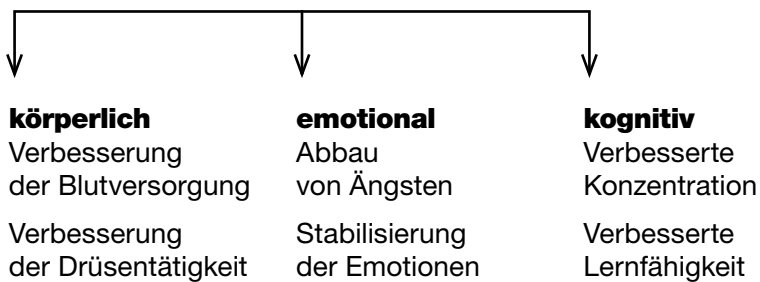 körperlich
Verbesserung
der Blutversorgung
Verbesserung
der Drüsentätigkeit
emotional
Abbau
von Ängsten
Stabilisierung
der Emotionen
kognitiv
Verbesserte
Konzentration
Verbesserte
Lernfähigkeit